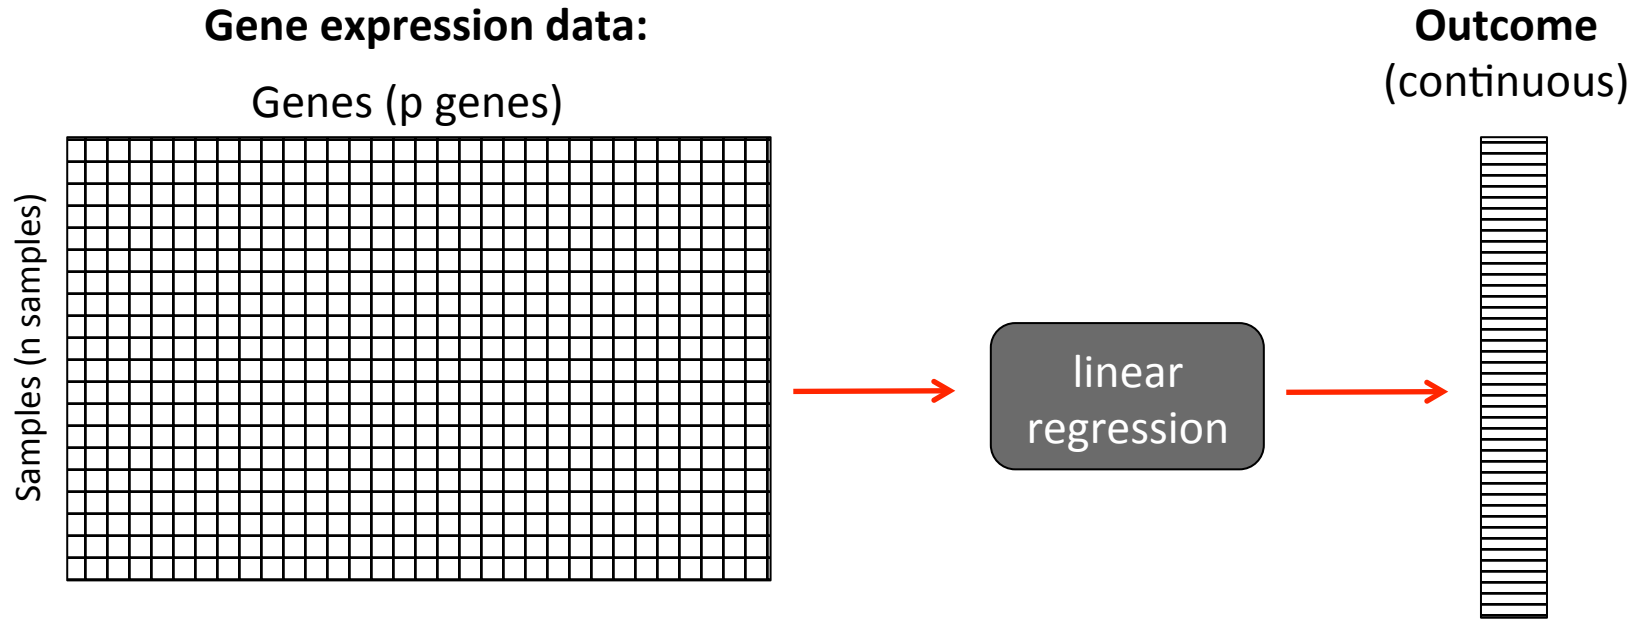 Gene expression data:
Genes (p genes)
Samples (n samples)
linear
regression
Outcome
(continuous)